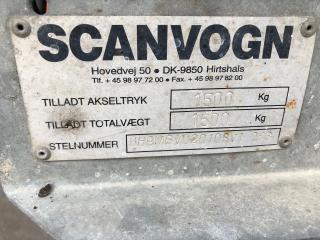 SCANVOGN
Hovedvej 50 • DK-9850 Hirtshals
Tlf. + 45 98 97 72 00 • Fax. + 45 98 97 82 00
TILLADT AKSELTRYK 1500 Kg
TILLADT TOTALVÆGT 1500 Kg
STELNUMMER